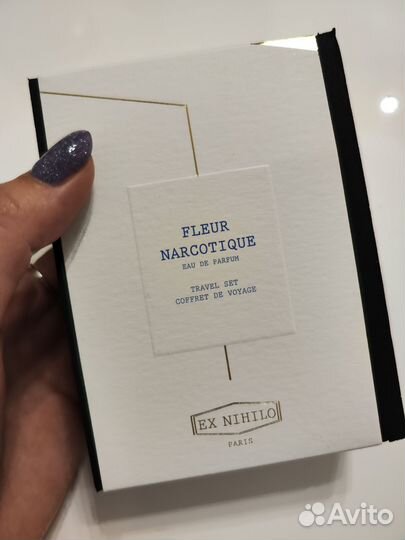 FLEUR
NARCOTIQUE
EAU DE PARFUM
TRAVEL SET
COFFRET DE VOYAGE
EX NIHILO
PARIS
Avito